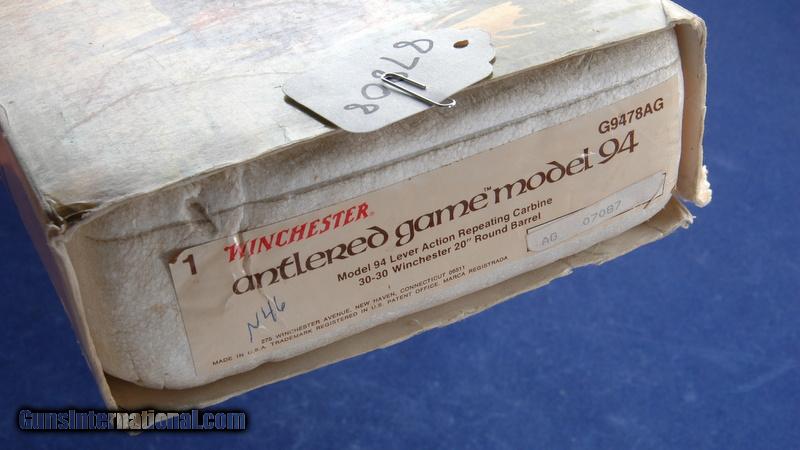 87808
G9478AG
1 WINCHESTER®
antlered game™ model 94
Model 94 Lever Action Repeating Carbine
30-30 Winchester 20" Round Barrel
AG 07087
N46
275 WINCHESTER AVENUE, NEW HAVEN, CONNECTICUT 06511
MADE IN U.S.A. TRADEMARK REGISTERED IN U.S. PATENT OFFICE. MARCA REGISTRADA
GunsInternational.com